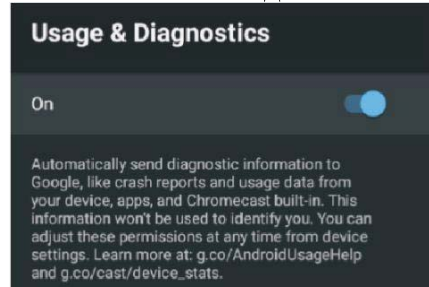 Usage & Diagnostics
On
Automatically send diagnostic information to
Google, like crash reports and usage data from
your device, apps, and Chromecast built-in. This
information won't be used to identify you. You can
adjust these permissions at any time from device
settings. Learn more at: g.co/AndroidUsageHelp
and g.co/cast/device_stats.